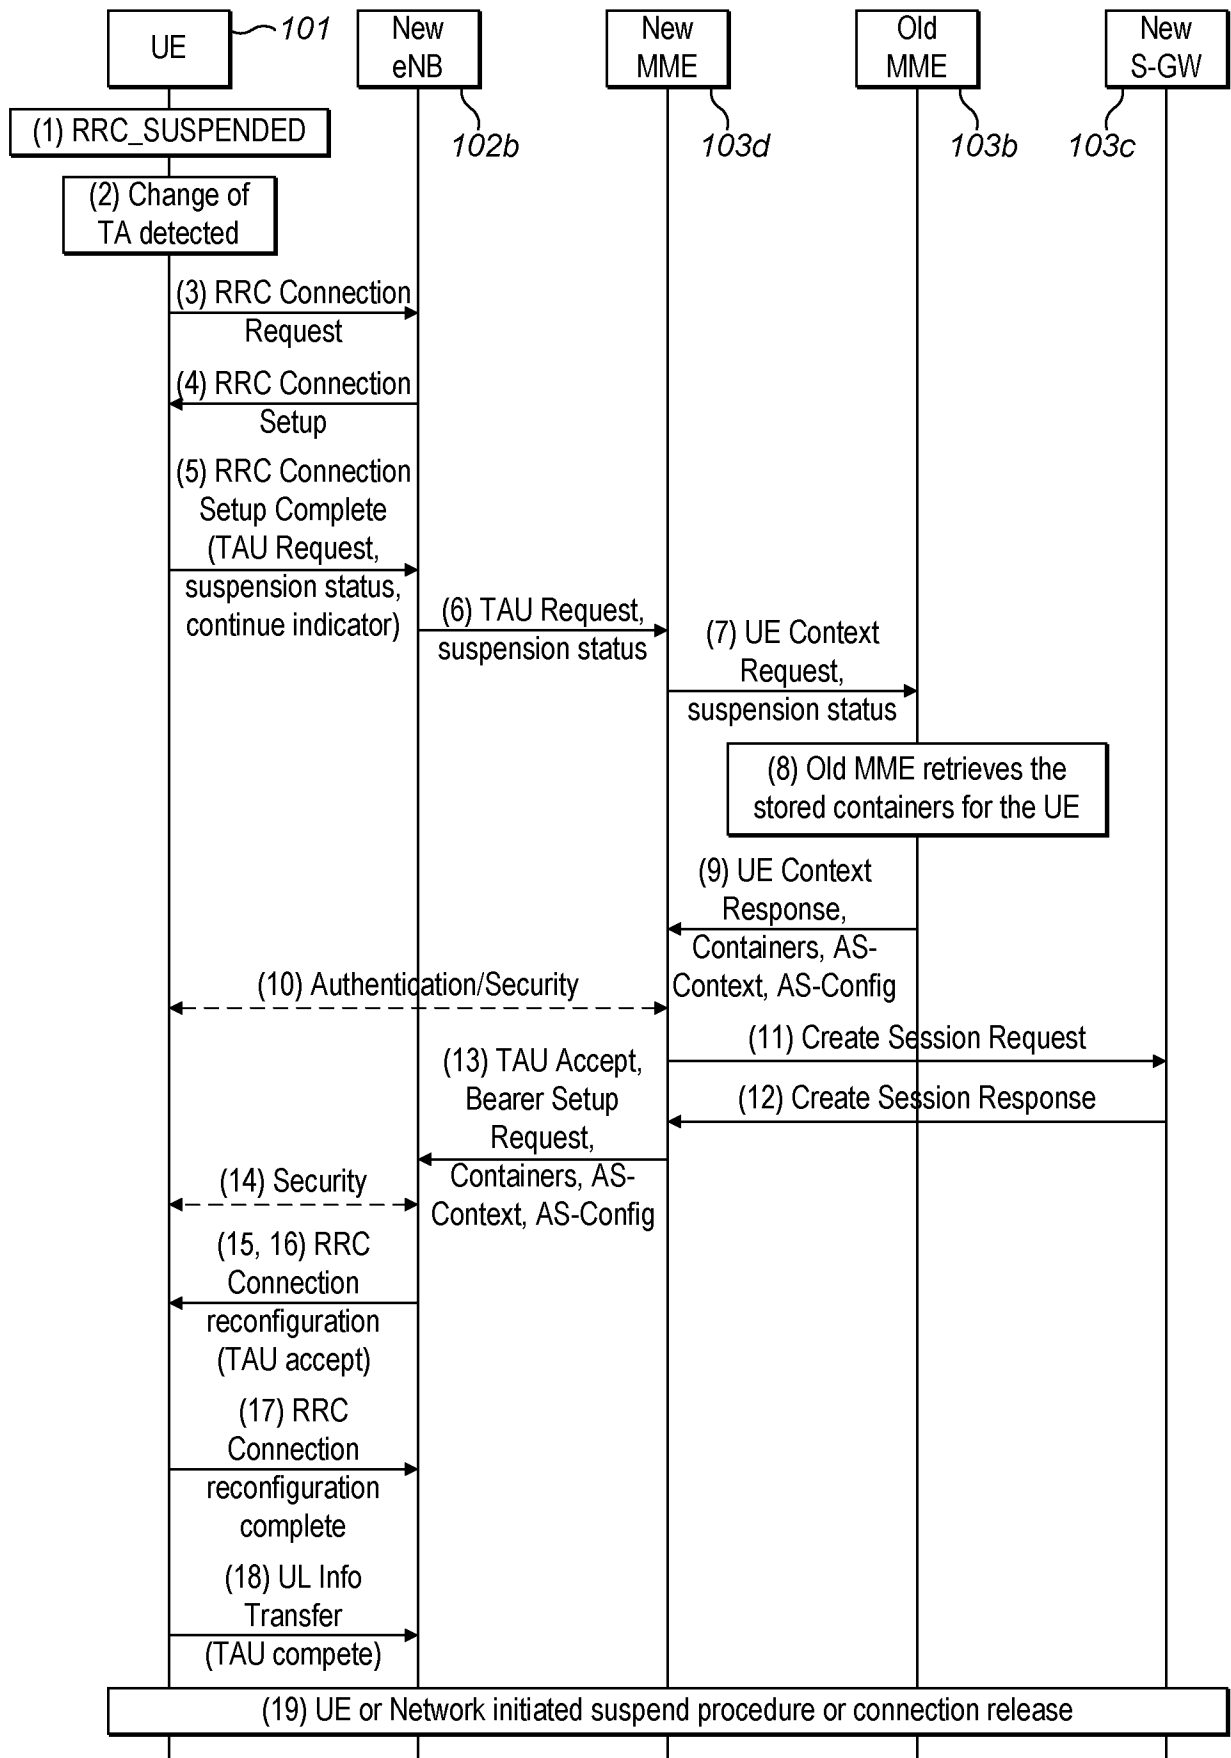 UE
101
New
eNB
New
MME
Old
MME
New
S-GW
102b
103d
103b
103c
(1) RRC_SUSPENDED
(2) Change of
TA detected
(3) RRC Connection
Request
(4) RRC Connection
Setup
(5) RRC Connection
Setup Complete
(TAU Request,
suspension status,
continue indicator)
(6) TAU Request,
suspension status
(7) UE Context
Request,
suspension status
(8) Old MME retrieves the
stored containers for the UE
(9) UE Context
Response,
Containers, AS-
Context, AS-Config
(10) Authentication/Security
(11) Create Session Request
(12) Create Session Response
(13) TAU Accept,
Bearer Setup
Request,
Containers, AS-
Context, AS-Config
(14) Security
(15, 16) RRC
Connection
reconfiguration
(TAU accept)
(17) RRC
Connection
reconfiguration
complete
(18) UL Info
Transfer
(TAU compete)
(19) UE or Network initiated suspend procedure or connection release